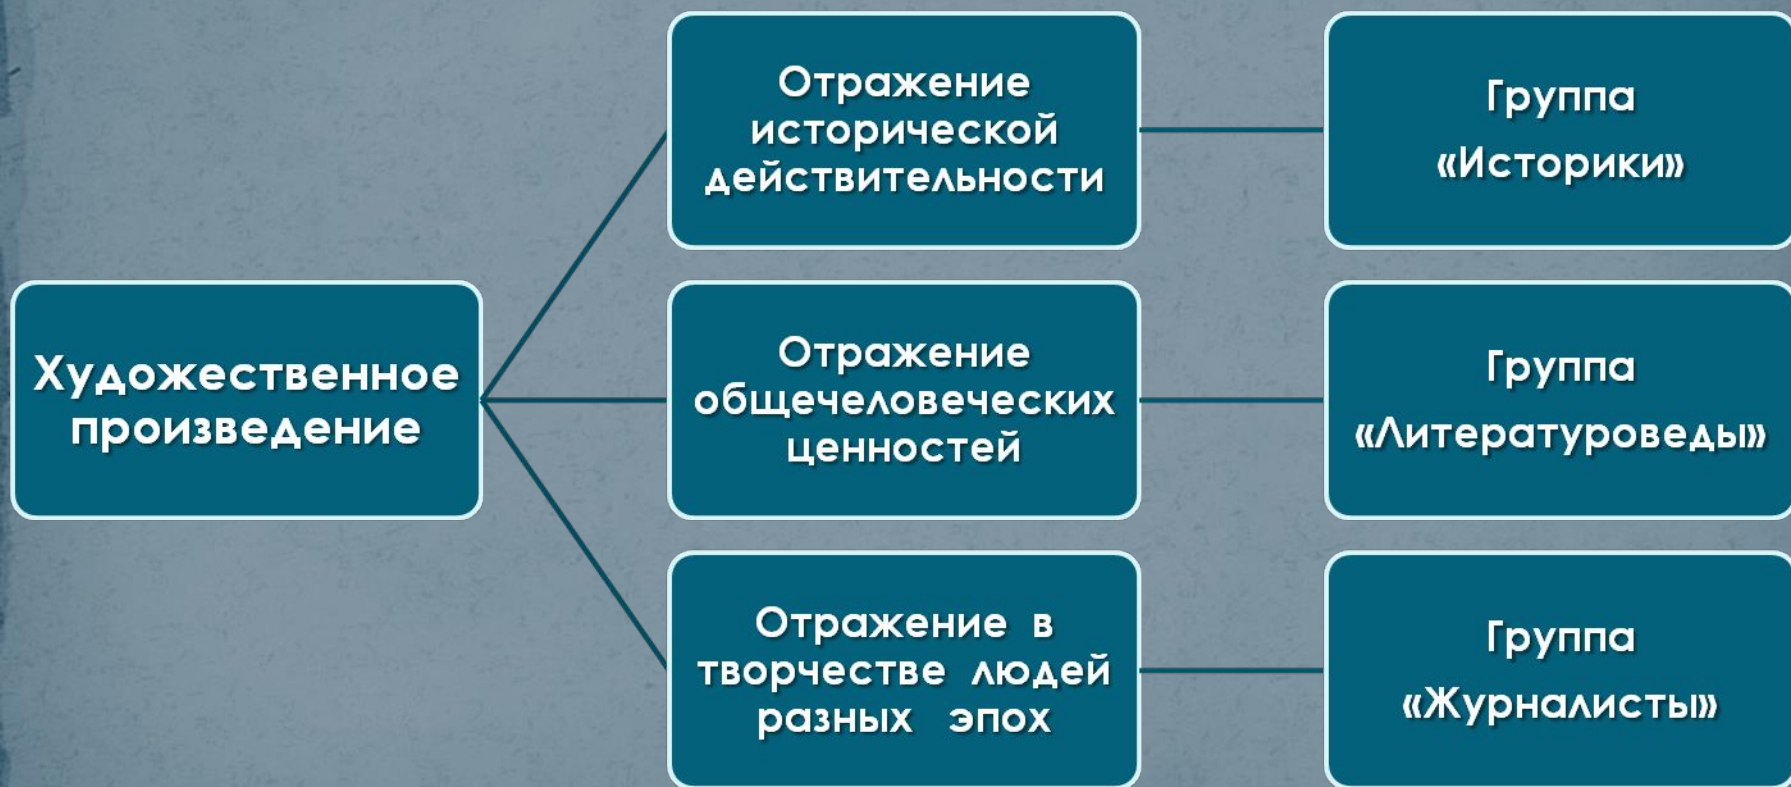 Отражение
исторической
действительности
Группа
«Историки»
Художественное
произведение
Отражение
общечеловеческих
ценностей
Группа
«Литературоведы»
Отражение в
творчестве людей
разных эпох
Группа
«Журналисты»